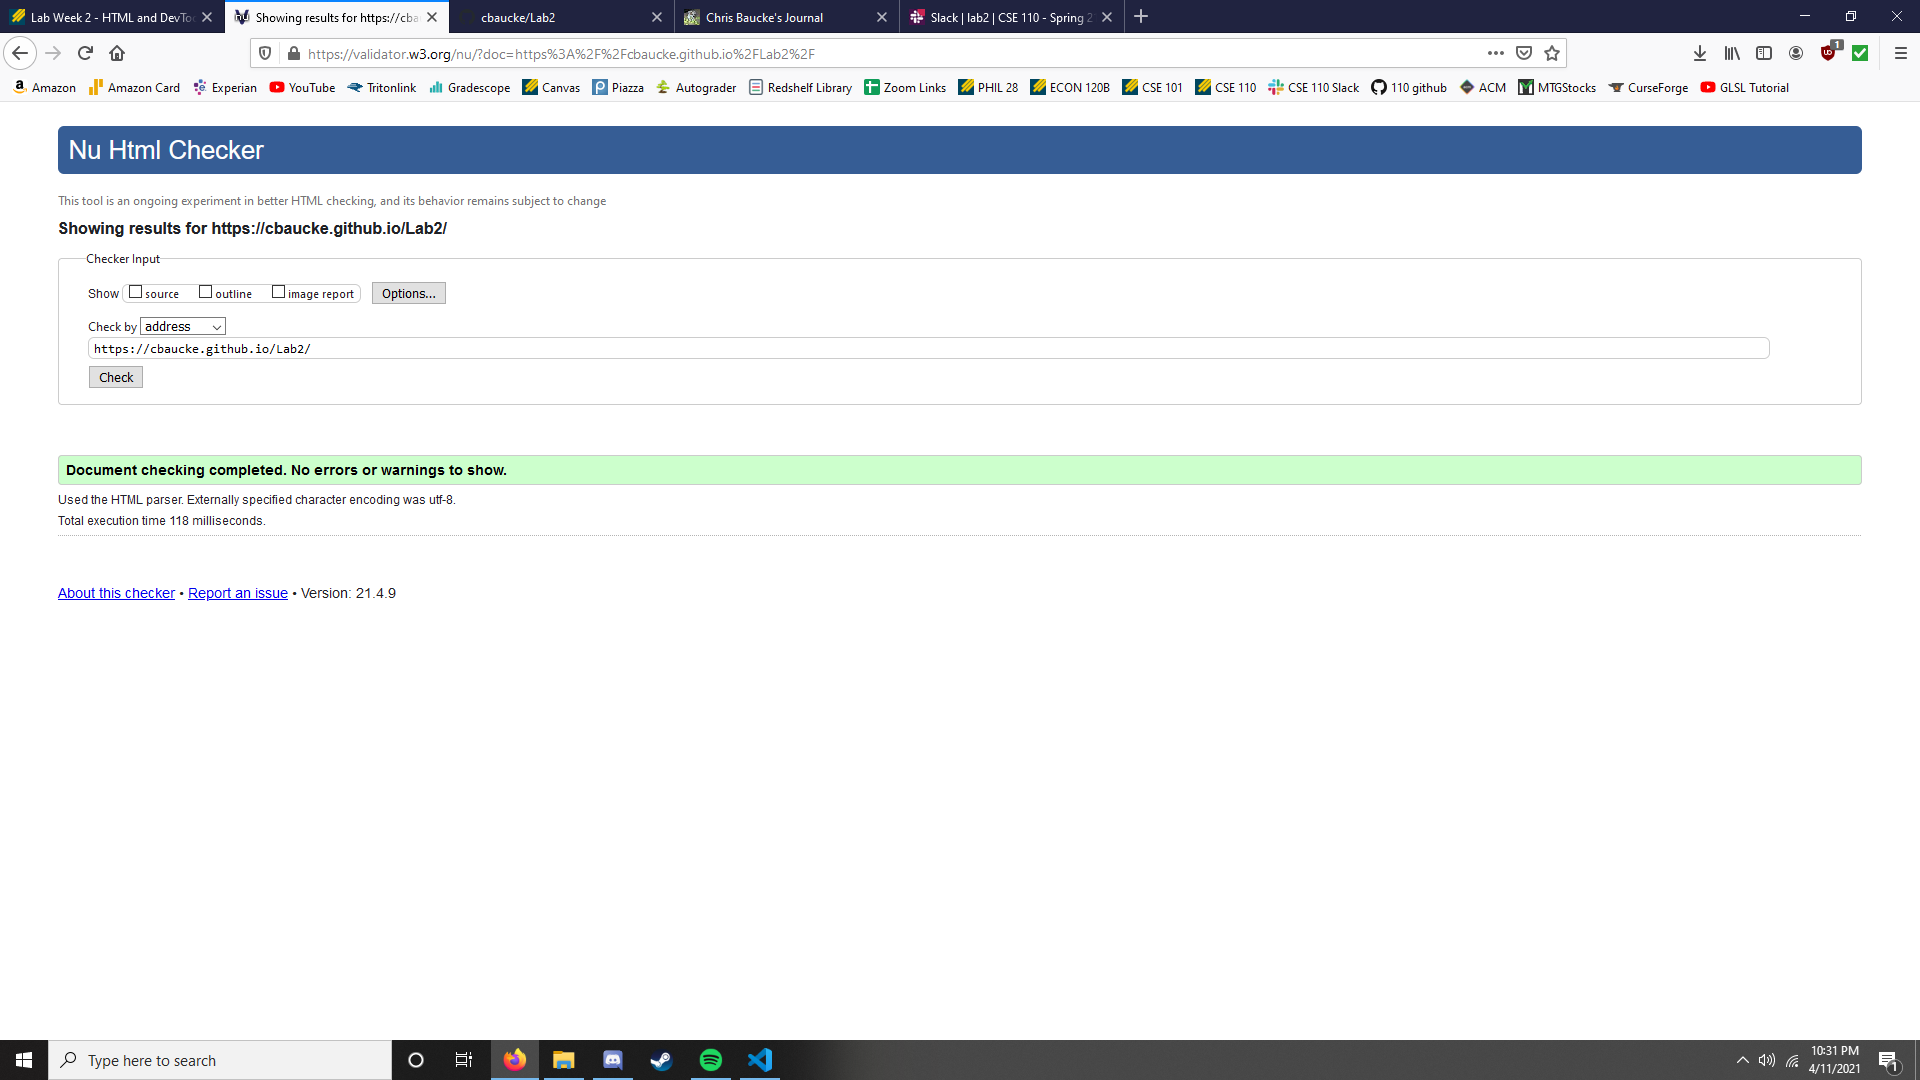 Lab Week 2 - HTML and DevToo
Showing results for https://cba
cbaucke/Lab2
Chris Baucke's Journal
Slack | lab2 | CSE 110 - Spring 2
https://validator.w3.org/nu/?doc=https%3A%2F%2Fcbaucke.github.io%2FLab2%2F
1
Amazon
Amazon Card
Experian
YouTube
Tritonlink
Gradescope
Canvas
Piazza
Autograder
Redshelf Library
Zoom Links
PHIL 28
ECON 120B
CSE 101
CSE 110
CSE 110 Slack
110 github
ACM
MTGStocks
CurseForge
GLSL Tutorial
Nu Html Checker
This tool is an ongoing experiment in better HTML checking, and its behavior remains subject to change
Showing results for https://cbaucke.github.io/Lab2/
Checker Input
Show source outline image report Options...
Check by address
https://cbaucke.github.io/Lab2/
Check
Document checking completed. No errors or warnings to show.
Used the HTML parser. Externally specified character encoding was utf-8.
Total execution time 118 milliseconds.
About this checker • Report an issue • Version: 21.4.9
Type here to search
10:31 PM
4/11/2021
1